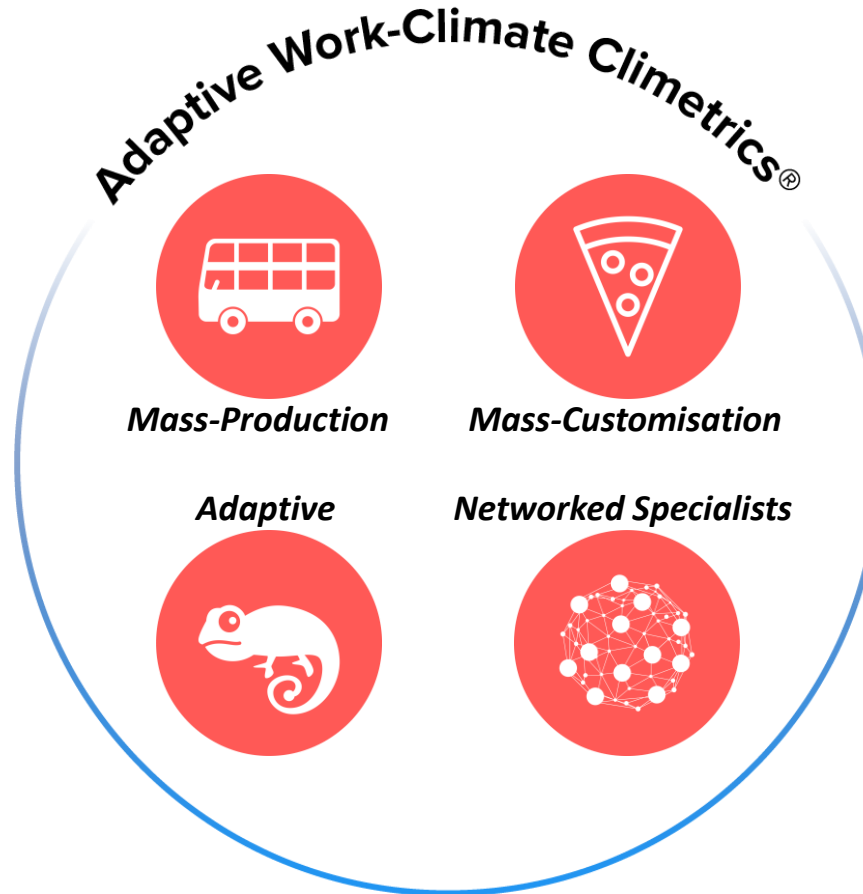 Adaptive Work-Climate Climetrics®
Mass-Production
Mass-Customisation
Adaptive
Networked Specialists